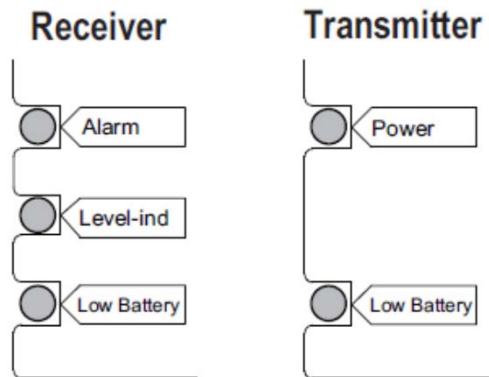 Receiver
Alarm
Level-ind
Low Battery
Transmitter
Power
Low Battery